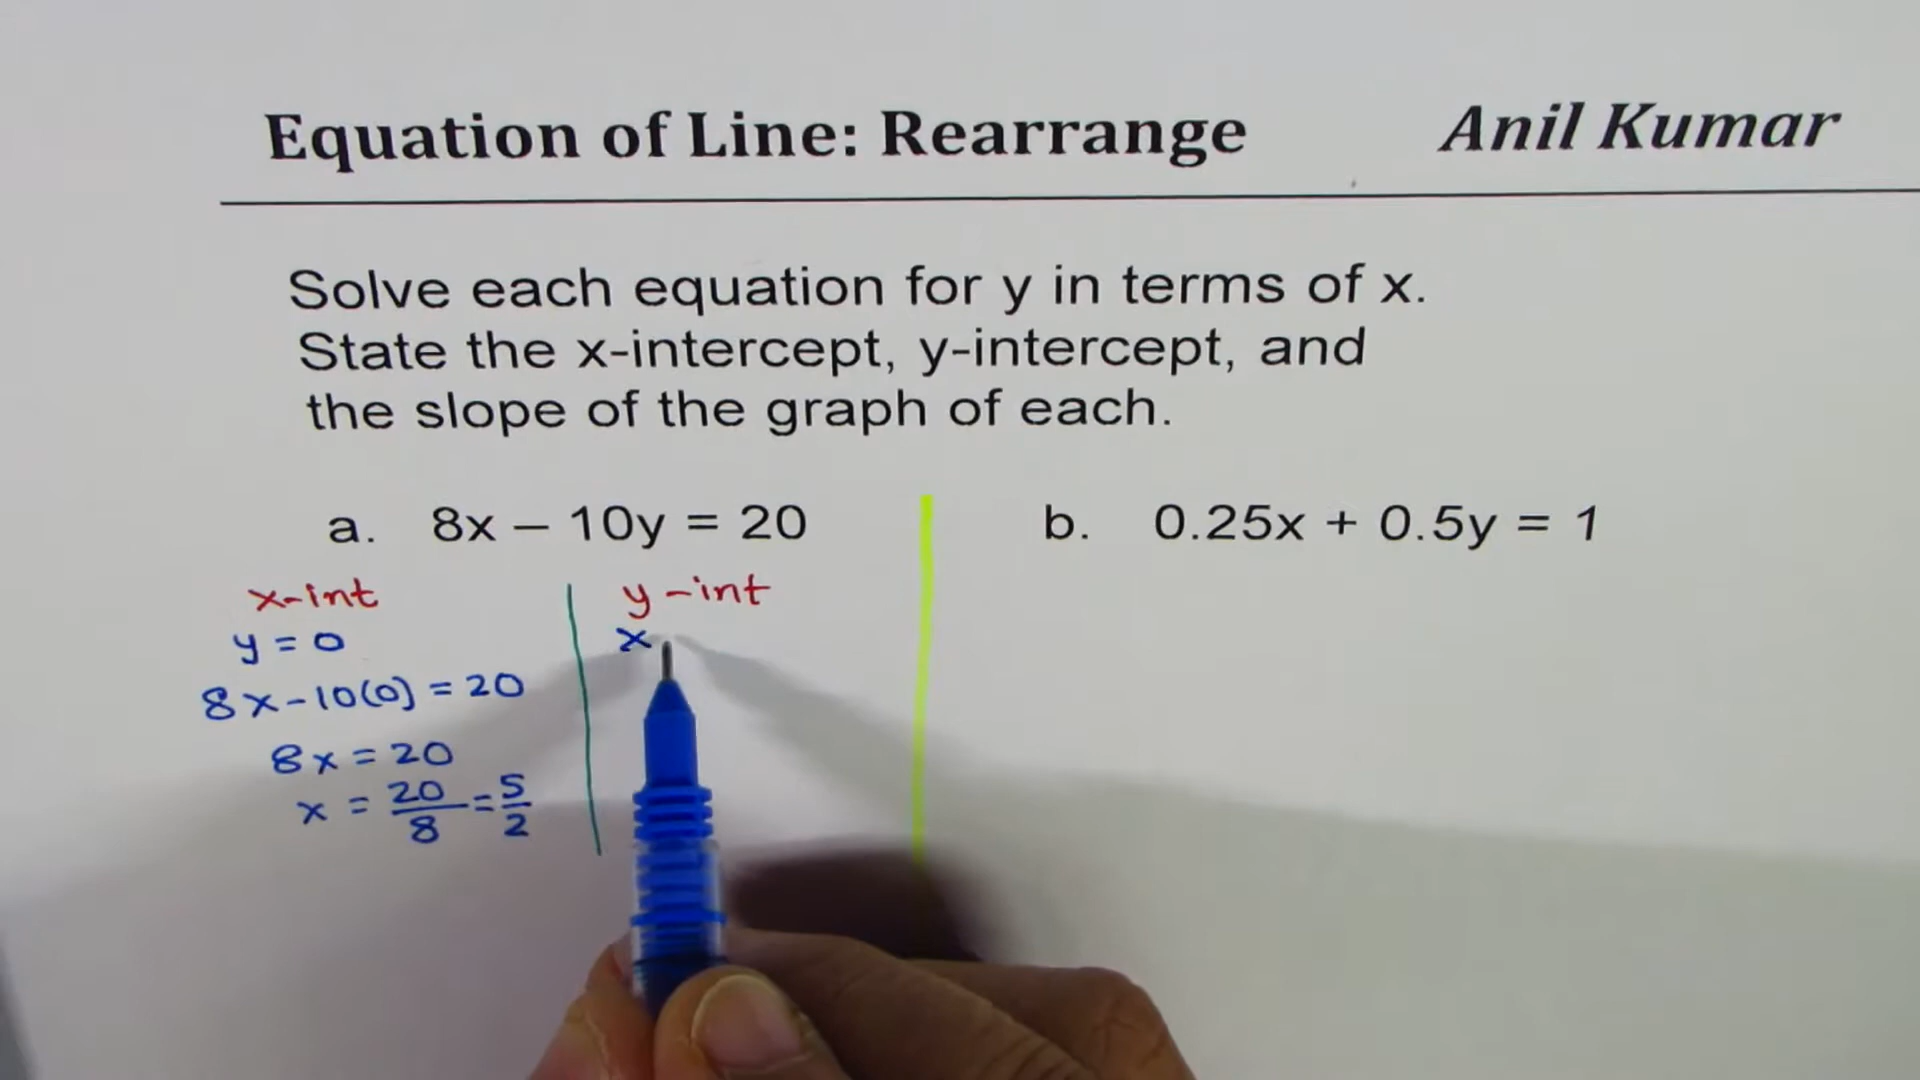 Equation of Line: Rearrange Anil Kumar
Solve each equation for y in terms of x.
State the x-intercept, y-intercept, and
the slope of the graph of each.
a. 8x – 10y = 20
x-int
y = 0
8x-10(0) = 20
8x = 20
x = 20/8 = 5/2
y-int
x
b. 0.25x + 0.5y = 1